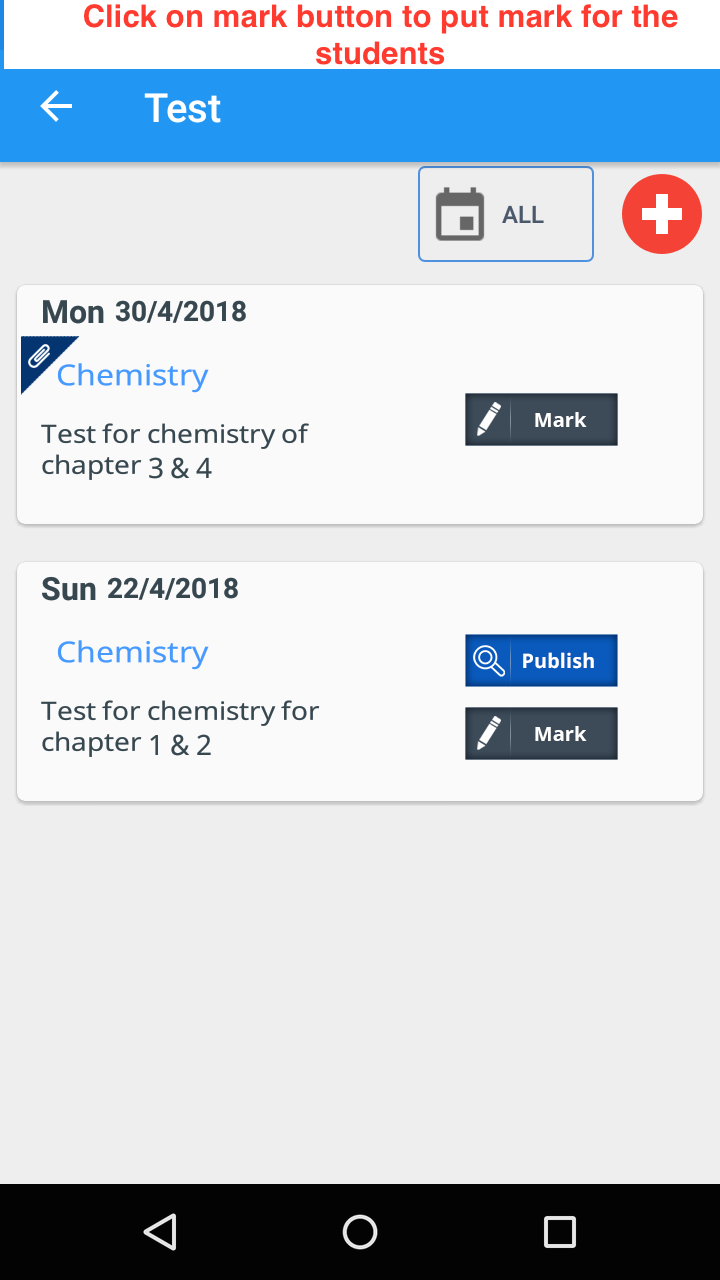 Click on mark button to put mark for the
students
Test
ALL
Mon 30/4/2018
Chemistry
Test for chemistry of
chapter 3 & 4
Mark
Sun 22/4/2018
Chemistry
Test for chemistry for
chapter 1 & 2
Publish
Mark